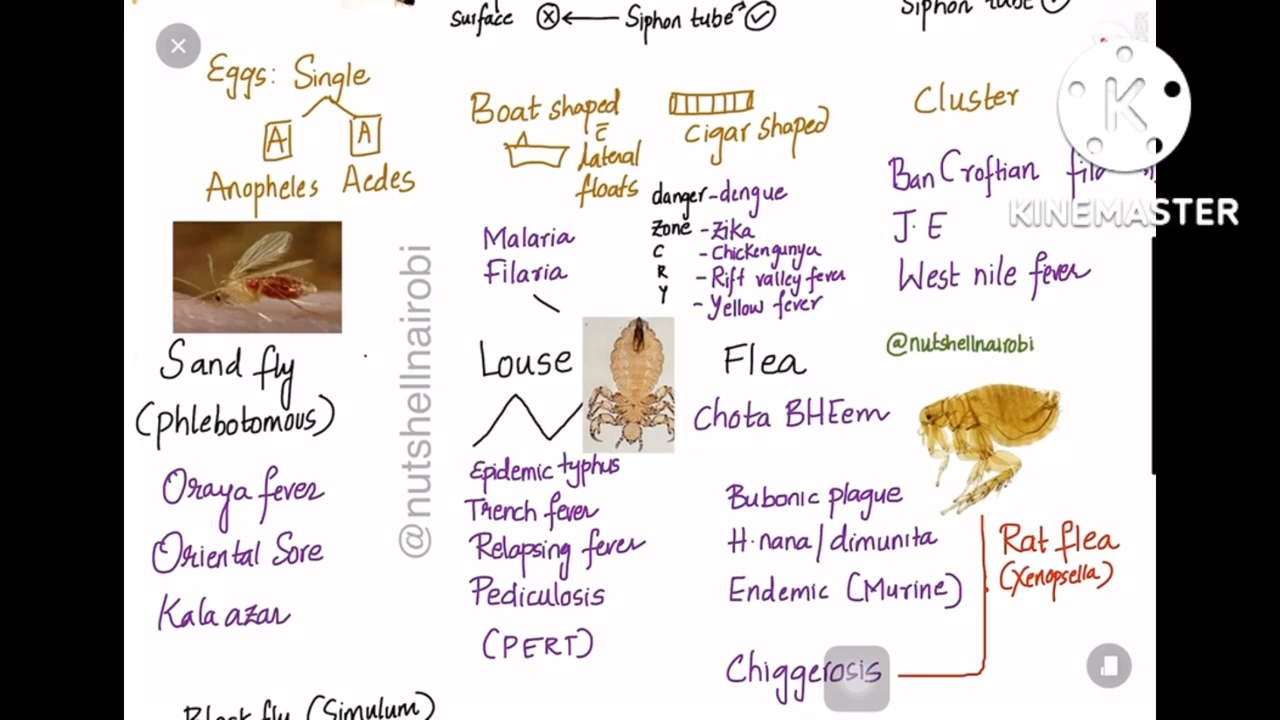 surface ⊗ ← Siphon tube ✓
Siphon tube
Eggs: Single
A A
Anopheles Aedes
Boat shaped
c̄
lateral
floats
Cigar shaped
Cluster
Malaria
Filaria
danger - dengue
Zone - Zika
C - Chickengunya
R - Rift valley fever
Y - Yellow fever
BanCroftian
J.E
West nile fever
KINEMASTER
@nutshellnairobi
@nutshellnairobi
Sand fly
(Phlebotomous)
Oraya fever
Oriental Sore
Kala azar
Louse
Epidemic typhus
Trench fever
Relapsing fever
Pediculosis
(PERT)
Flea
Chota BHEem
Bubonic plague
H.nana/dimunita
Endemic (Murine)
Chiggerosis
Rat flea
(Xenopsella)
Black fly (Simulum)